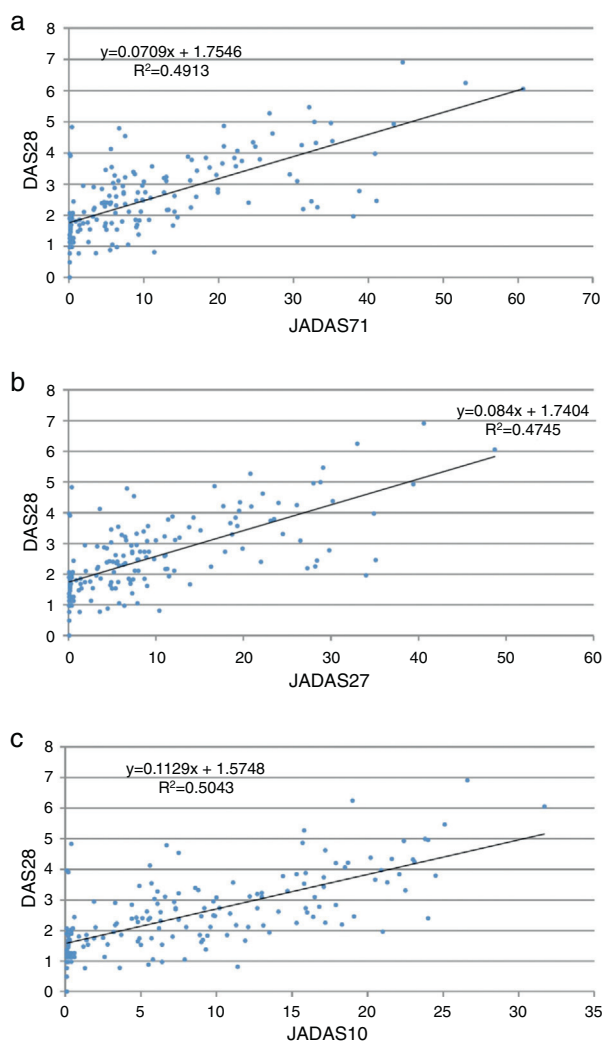 a
y=0.0709x + 1.7546
R²=0.4913
8
7
6
5
4
3
2
1
0
DAS28
0 10 20 30 40 50 60 70
JADAS71
b
y=0.084x + 1.7404
R²=0.4745
8
7
6
5
4
3
2
1
0
DAS28
0 10 20 30 40 50 60
JADAS27
c
y=0.1129x + 1.5748
R²=0.5043
8
7
6
5
4
3
2
1
0
DAS28
0 5 10 15 20 25 30 35
JADAS10